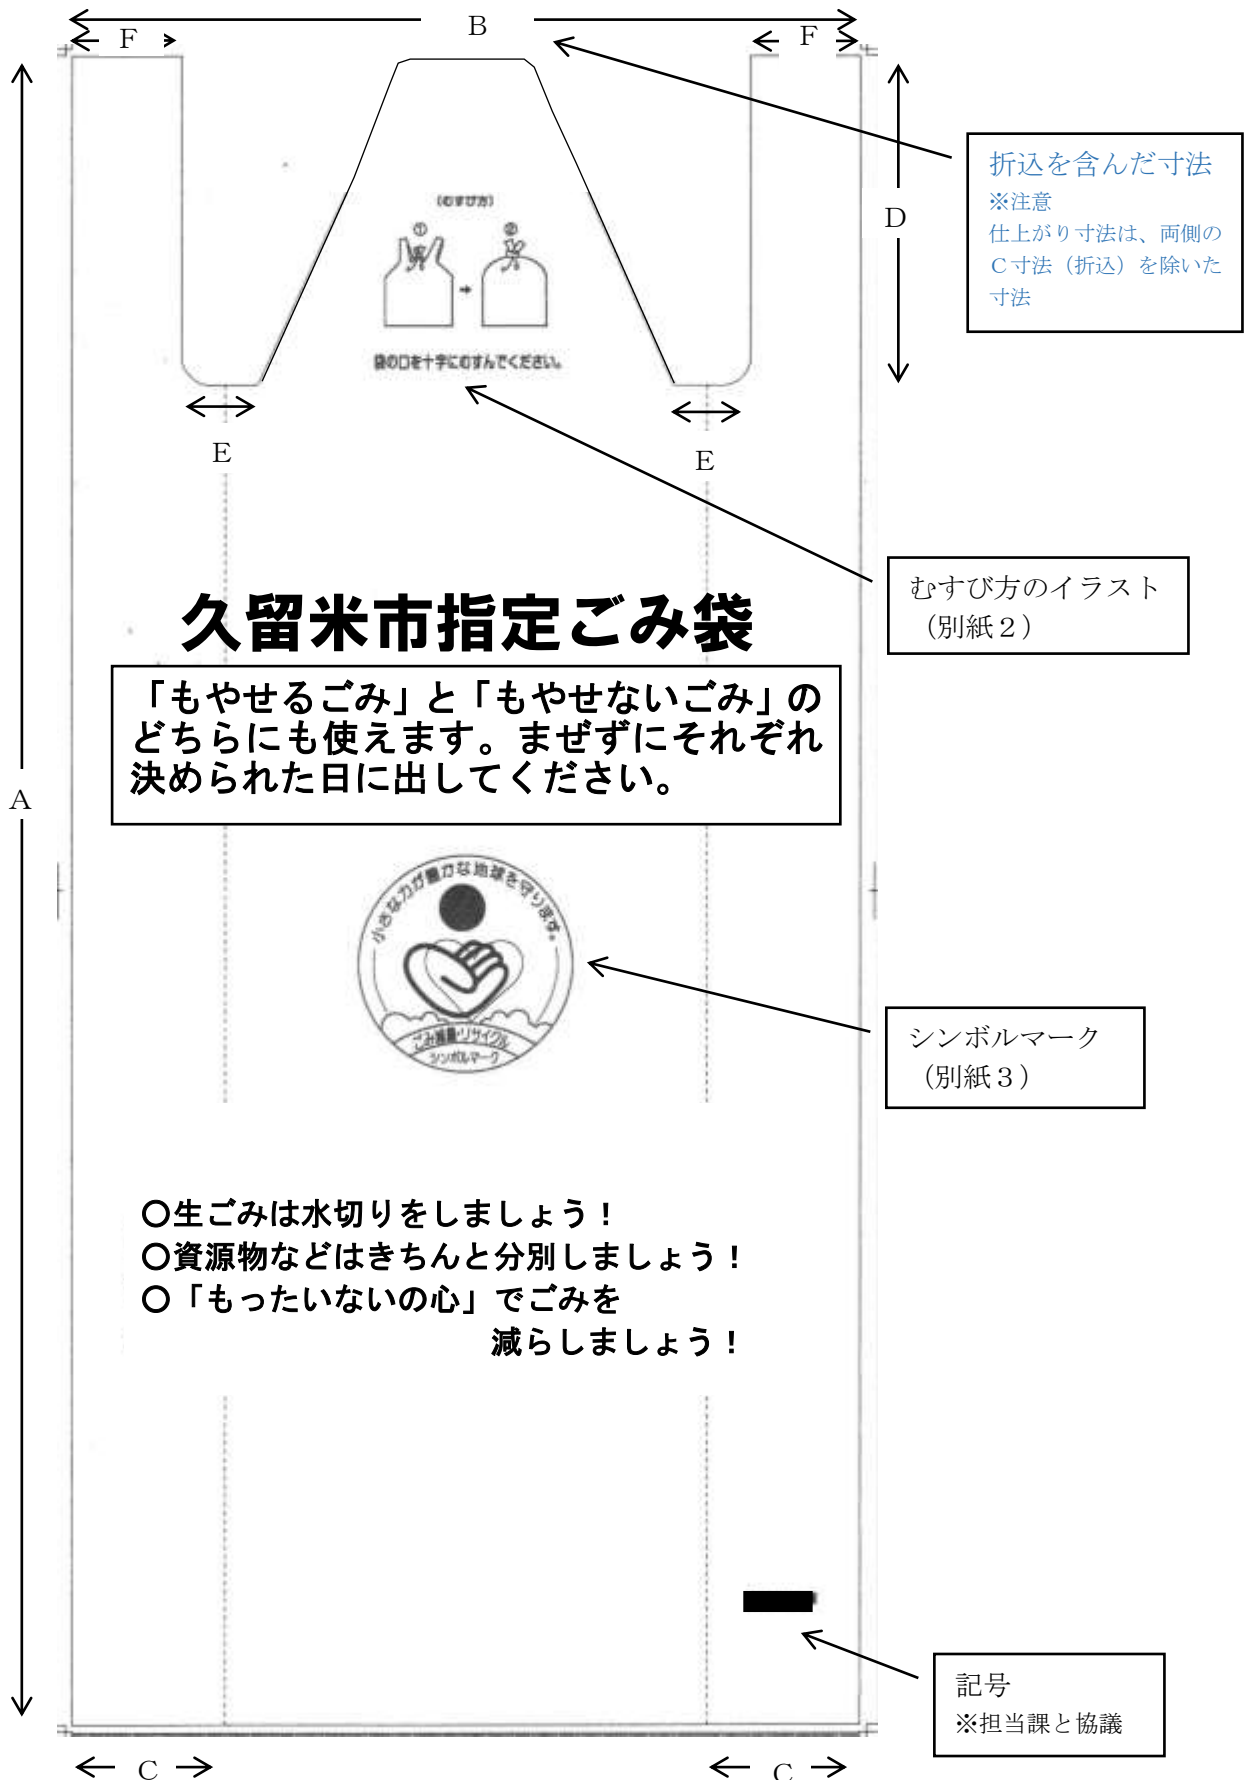 B
F
F
折込を含んだ寸法
※注意
仕上がり寸法は、両側の
C寸法（折込）を除いた
寸法
D
(むすび方)
① ②
袋の口を十字にむすんでください。
E
E
むすび方のイラスト
（別紙２）
久留米市指定ごみ袋
「もやせるごみ」と「もやせないごみ」の
どちらにも使えます。まぜずにそれぞれ
決められた日に出してください。
A
小さな力が豊かな地球を守ります。
ごみ減量・リサイクル
シンボルマーク
シンボルマーク
（別紙３）
○生ごみは水切りをしましょう！
○資源物などはきちんと分別しましょう！
○「もったいないの心」でごみを
減らしましょう！
記号
※担当課と協議
C
C